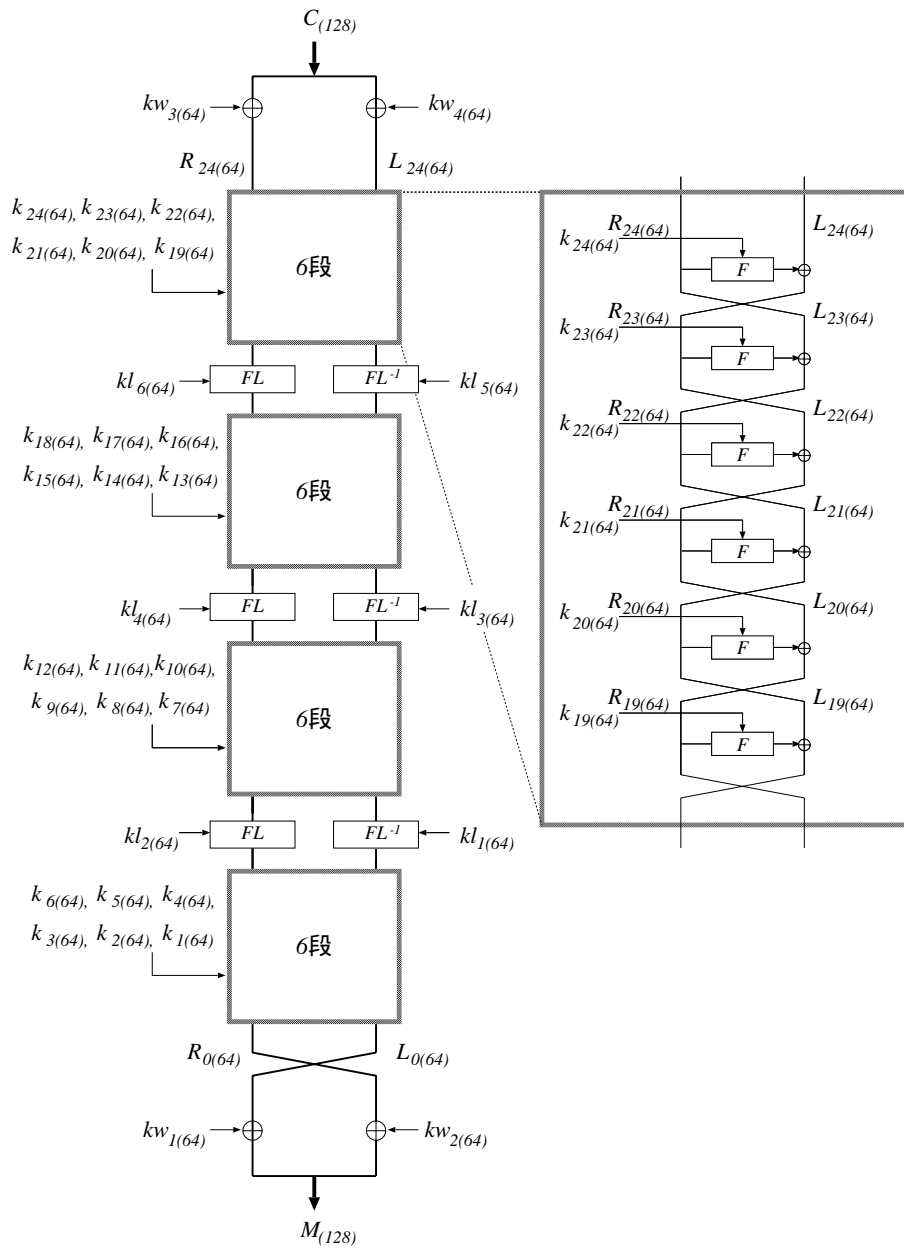 C(128)
kw3(64) kw4(64)
R24(64) L24(64)
k24(64), k23(64), k22(64),
k21(64), k20(64), k19(64)
6段
kl6(64) FL FL-1 kl5(64)
k18(64), k17(64), k16(64),
k15(64), k14(64), k13(64)
6段
kl4(64) FL FL-1 kl3(64)
k12(64), k11(64), k10(64),
k9(64), k8(64), k7(64)
6段
kl2(64) FL FL-1 kl1(64)
k6(64), k5(64), k4(64),
k3(64), k2(64), k1(64)
6段
R0(64) L0(64)
kw1(64) kw2(64)
M(128)
R24(64) L24(64)
k24(64) F
R23(64) L23(64)
k23(64) F
R22(64) L22(64)
k22(64) F
R21(64) L21(64)
k21(64) F
R20(64) L20(64)
k20(64) F
R19(64) L19(64)
k19(64) F